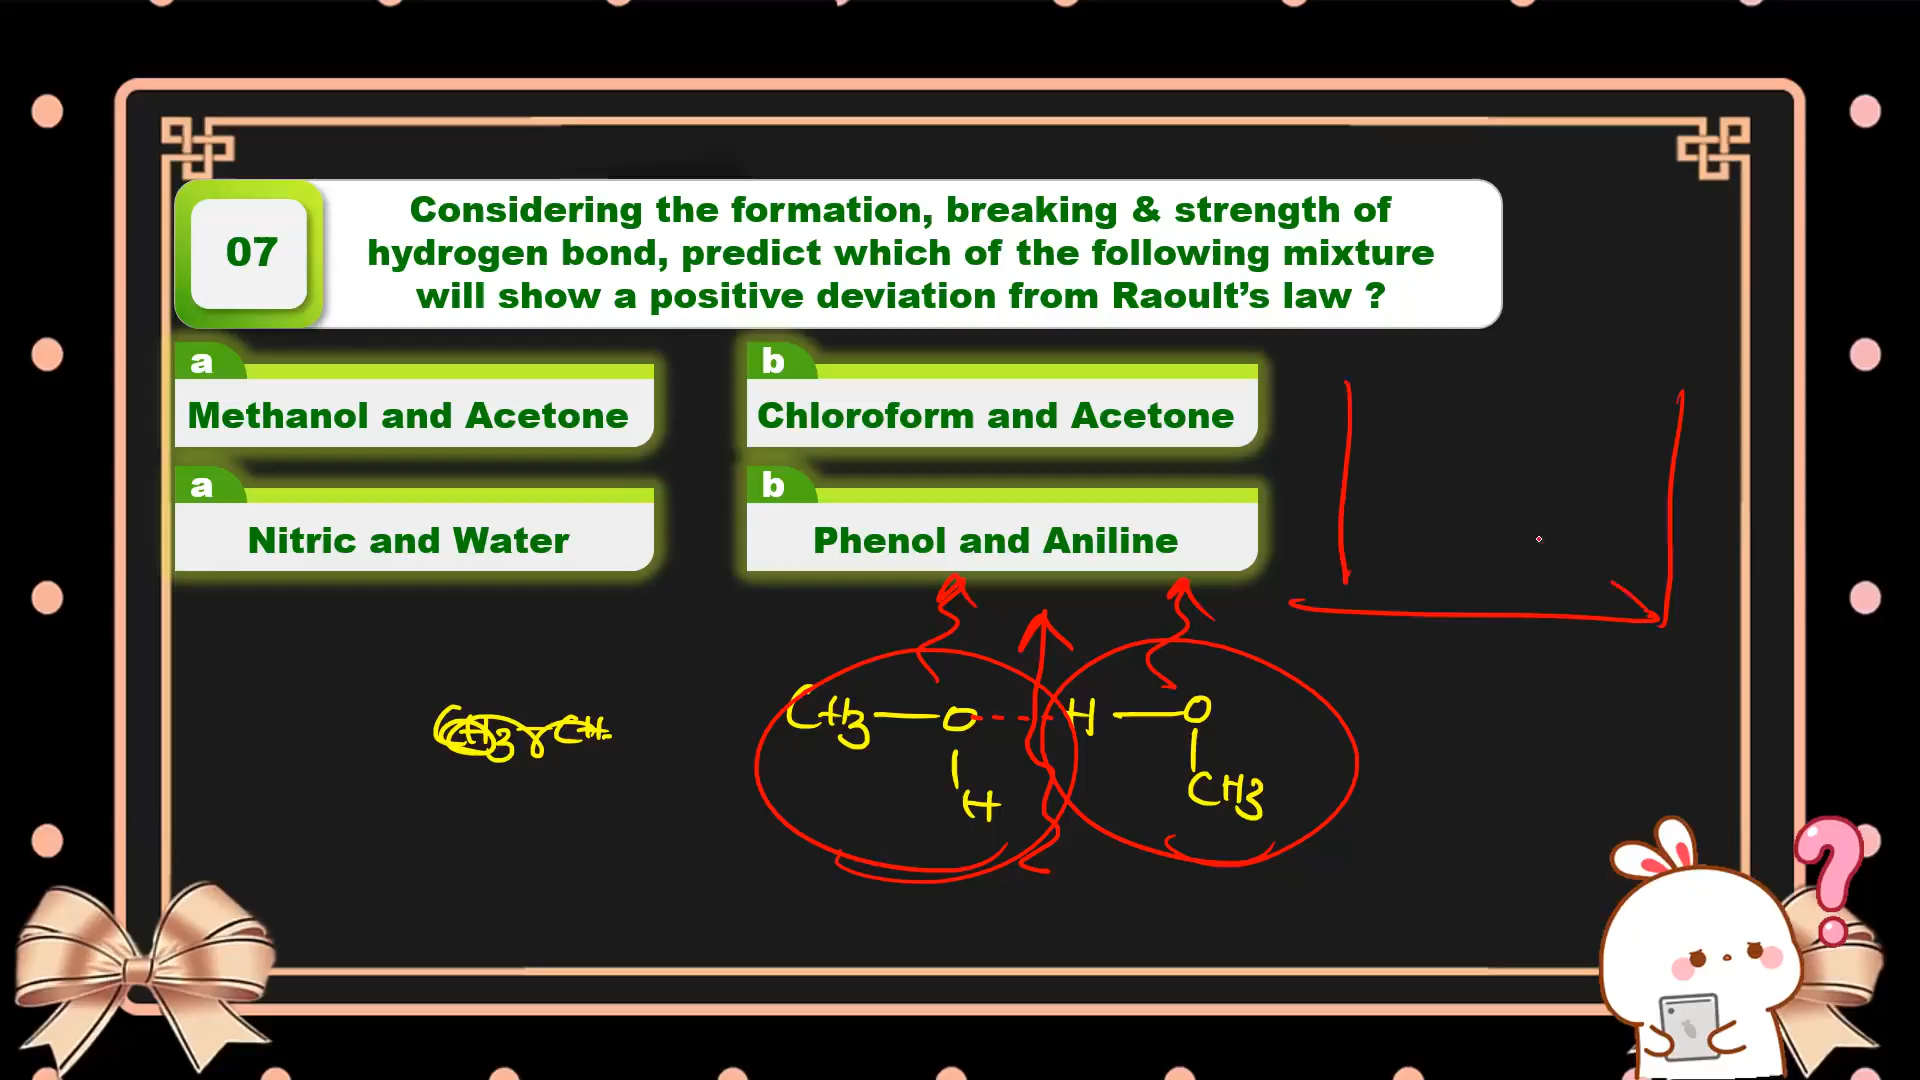 07
Considering the formation, breaking & strength of
hydrogen bond, predict which of the following mixture
will show a positive deviation from Raoult’s law ?
a
Methanol and Acetone
b
Chloroform and Acetone
a
Nitric and Water
b
Phenol and Aniline
CH3 — O - - - H — O
H
CH3
?